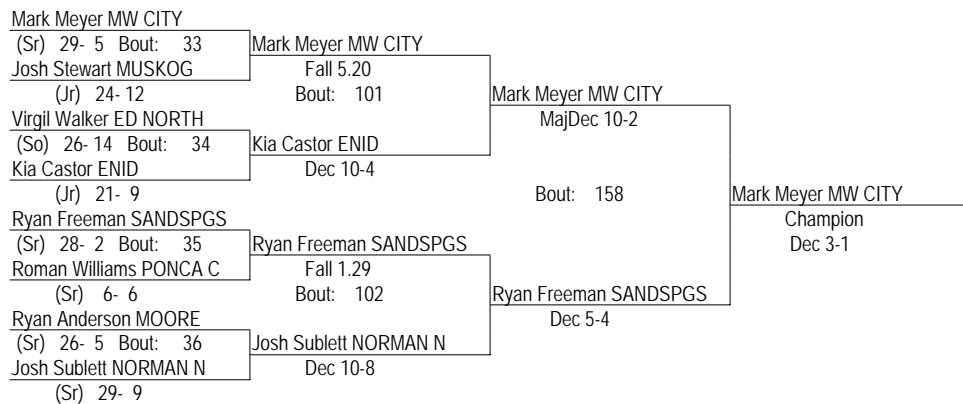 Mark Meyer MW CITY
(Sr) 29- 5 Bout: 33
Josh Stewart MUSKOG
(Jr) 24- 12
Virgil Walker ED NORTH
(So) 26- 14 Bout: 34
Kia Castor ENID
(Jr) 21- 9
Ryan Freeman SANDSPGS
(Sr) 28- 2 Bout: 35
Roman Williams PONCA C
(Sr) 6- 6
Ryan Anderson MOORE
(Sr) 26- 5 Bout: 36
Josh Sublett NORMAN N
(Sr) 29- 9
Mark Meyer MW CITY
Fall 5.20
Bout: 101
Kia Castor ENID
Dec 10-4
Ryan Freeman SANDSPGS
Fall 1.29
Bout: 102
Josh Sublett NORMAN N
Dec 10-8
Mark Meyer MW CITY
MajDec 10-2
Bout: 158
Ryan Freeman SANDSPGS
Dec 5-4
Mark Meyer MW CITY
Champion
Dec 3-1